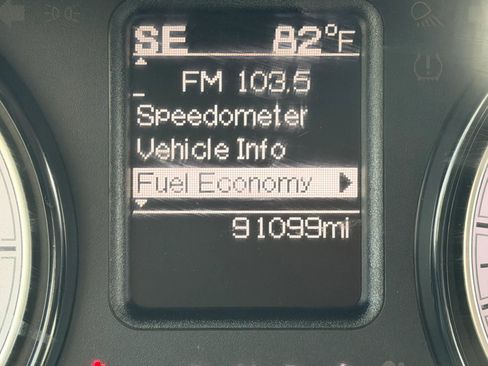 SE 82°F
FM 103.5
Speedometer
Vehicle Info
Fuel Economy
91099mi